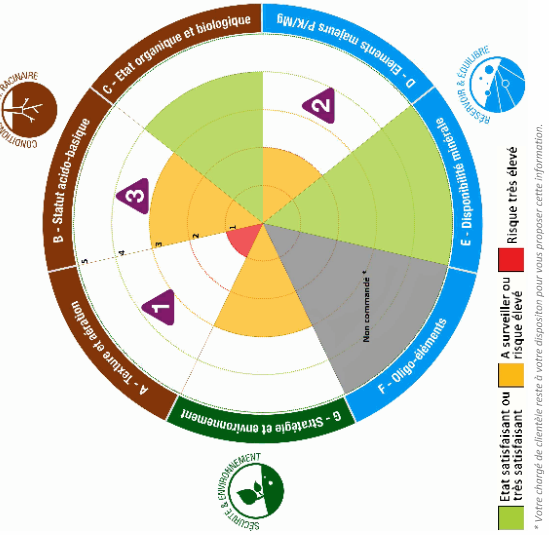 A - Texture et aération
B - Statut acido-basique
C - Etat organique et biologique
D - Elements majeurs P/K/Mg
E - Disponibilité minérale
F - Oligo-éléments
G - Stratégie et environnement
RACINAIRE
CONDITION
RÉSERVOIR & ÉQUILIBRE
SÉCURITÉ & ENVIRONNEMENT
1
2
3
4
5
1
2
3
Non commandé *
Etat satisfaisant ou
très satisfaisant
A surveiller ou
risque élevé
Risque très élevé
* Votre chargé de clientèle reste à votre dispositon pour vous proposer cette information.